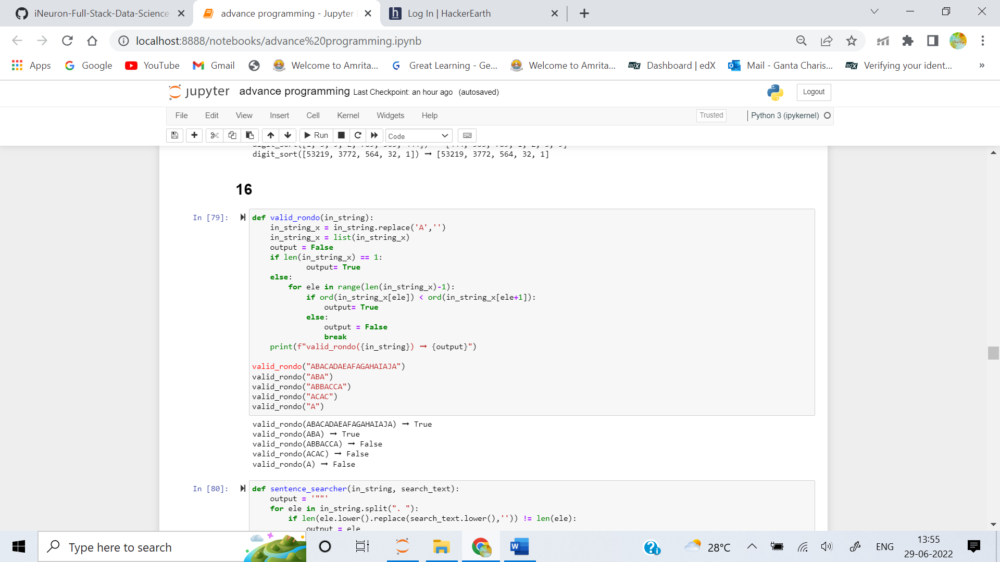 iNeuron-Full-Stack-Data-Science
advance programming - Jupyter
h Log In | HackerEarth
localhost:8888/notebooks/advance%20programming.ipynb
Cherry
Apps Google YouTube Gmail Welcome to Amrita... G Great Learning - Ge... Welcome to Amrita... edX Dashboard | edX Mail - Ganta Charis... edX Verifying your ident... »
jupyter advance programming Last Checkpoint: an hour ago (autosaved) Logout
File Edit View Insert Cell Kernel Widgets Help Trusted Python 3 (ipykernel)
Run Code
digit_sort([53219, 3772, 564, 32, 1]) ➞ [53219, 3772, 564, 32, 1]
16
In [79]:
def valid_rondo(in_string):
    in_string_x = in_string.replace('A','')
    in_string_x = list(in_string_x)
    output = False
    if len(in_string_x) == 1:
            output= True
    else:
        for ele in range(len(in_string_x)-1):
            if ord(in_string_x[ele]) < ord(in_string_x[ele+1]):
                output= True
            else:
                output = False
                break
    print(f"valid_rondo({in_string}) ➞ {output}")
valid_rondo("ABACADAEAFAGAHAIAJA")
valid_rondo("ABA")
valid_rondo("ABBACCA")
valid_rondo("ACAC")
valid_rondo("A")
valid_rondo(ABACADAEAFAGAHAIAJA) ➞ True
valid_rondo(ABA) ➞ True
valid_rondo(ABBACCA) ➞ False
valid_rondo(ACAC) ➞ False
valid_rondo(A) ➞ False
In [80]:
def sentence_searcher(in_string, search_text):
    output = '""'
    for ele in in_string.split(". "):
        if len(ele.lower().replace(search_text.lower(),'')) != len(ele):
            output = ele
Type here to search
W
28°C
ENG
13:55
29-06-2022